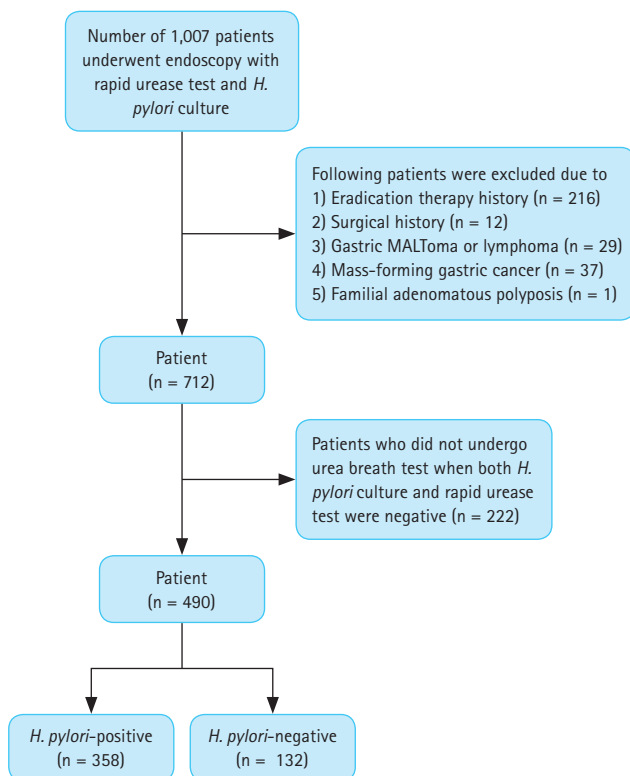 Number of 1,007 patients
underwent endoscopy with
rapid urease test and H.
pylori culture
Following patients were excluded due to
1) Eradication therapy history (n = 216)
2) Surgical history (n = 12)
3) Gastric MALToma or lymphoma (n = 29)
4) Mass-forming gastric cancer (n = 37)
5) Familial adenomatous polyposis (n = 1)
Patient
(n = 712)
Patients who did not undergo
urea breath test when both H.
pylori culture and rapid urease
test were negative (n = 222)
Patient
(n = 490)
H. pylori-positive
(n = 358)
H. pylori-negative
(n = 132)